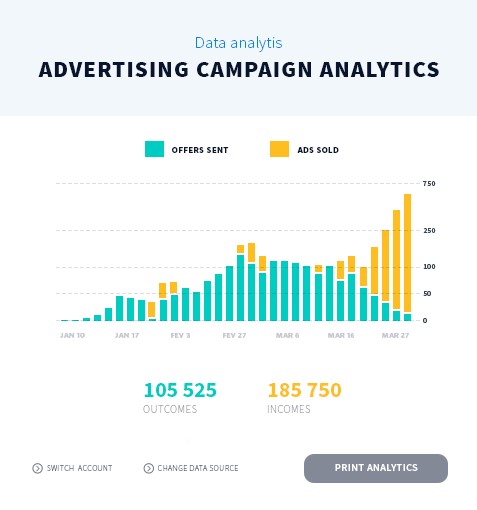 Data analytis
ADVERTISING CAMPAIGN ANALYTICS
OFFERS SENT ADS SOLD
750
250
100
50
0
JAN 10 JAN 17 FEV 3 FEV 27 MAR 6 MAR 16 MAR 27
105 525 185 750
OUTCOMES INCOMES
SWITCH ACCOUNT CHANGE DATA SOURCE PRINT ANALYTICS